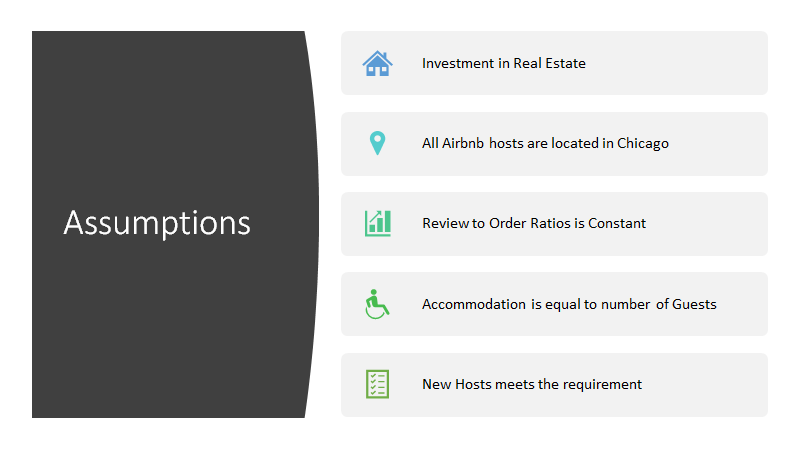 Assumptions
Investment in Real Estate
All Airbnb hosts are located in Chicago
Review to Order Ratios is Constant
Accommodation is equal to number of Guests
New Hosts meets the requirement